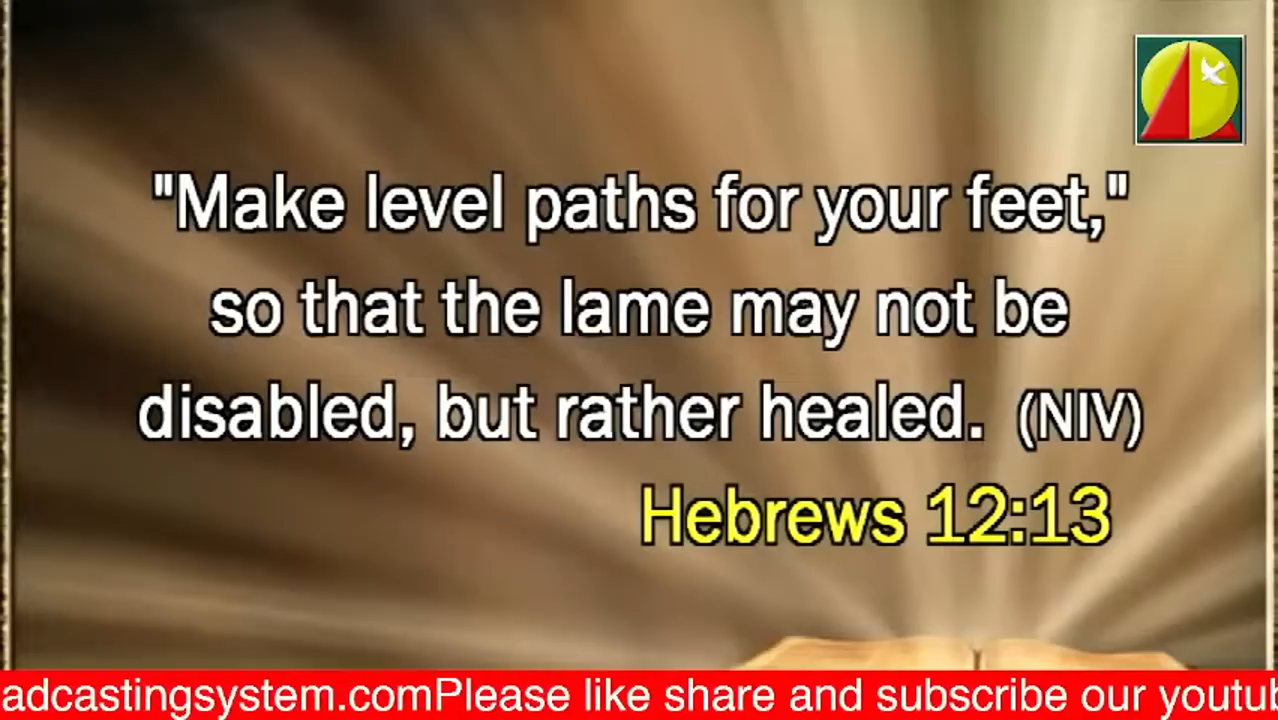 "Make level paths for your feet,"
so that the lame may not be
disabled, but rather healed. (NIV)
Hebrews 12:13
adcastingsystem.comPlease like share and subscribe our youtub